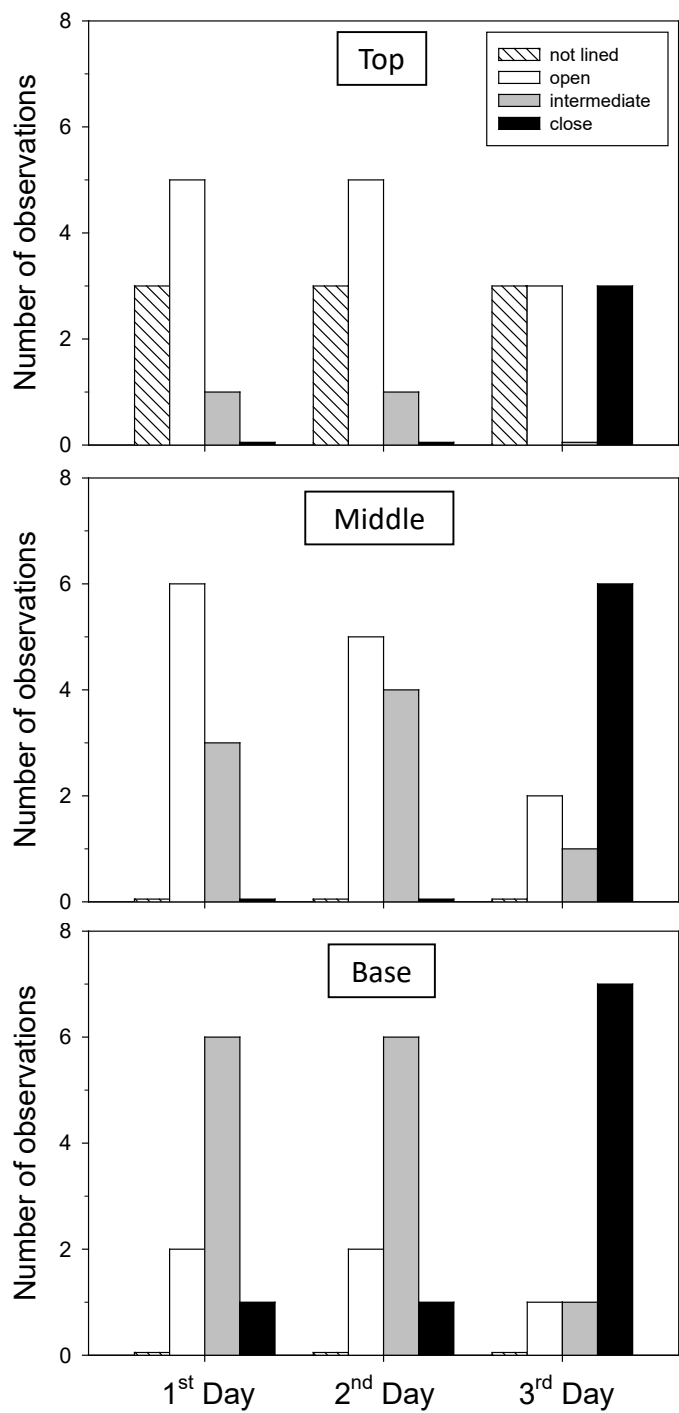 8
6
4
2
0
Number of observations
Top
not lined
open
intermediate
close
8
6
4
2
0
Number of observations
Middle
8
6
4
2
0
Number of observations
Base
1st Day 2nd Day 3rd Day